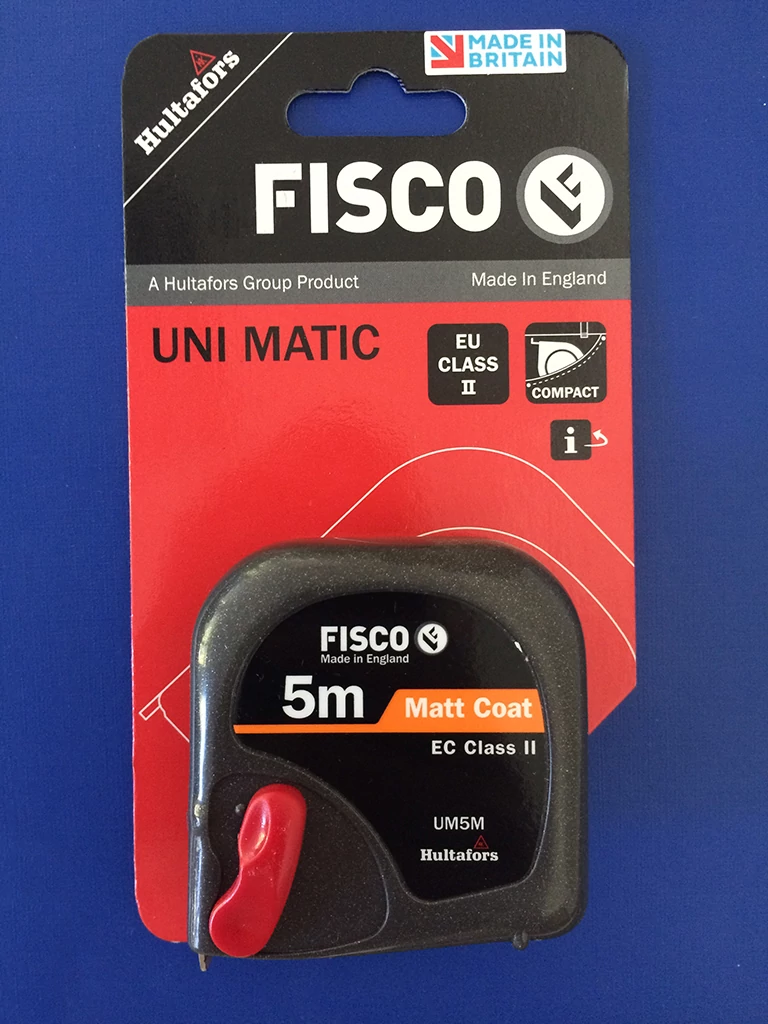 Hultafors
MADE IN
BRITAIN
FISCO
A Hultafors Group Product
Made In England
UNI MATIC
EU
CLASS
II
COMPACT
i
FISCO
Made in England
5m
Matt Coat
EC Class II
UM5M
Hultafors